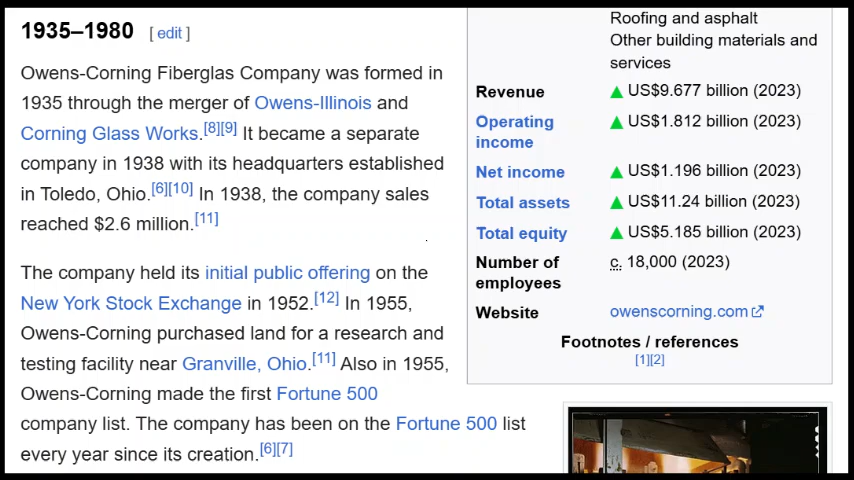 1935–1980 [ edit ]
Owens-Corning Fiberglas Company was formed in
1935 through the merger of Owens-Illinois and
Corning Glass Works.[8][9] It became a separate
company in 1938 with its headquarters established
in Toledo, Ohio.[6][10] In 1938, the company sales
reached $2.6 million.[11]
The company held its initial public offering on the
New York Stock Exchange in 1952.[12] In 1955,
Owens-Corning purchased land for a research and
testing facility near Granville, Ohio.[11] Also in 1955,
Owens-Corning made the first Fortune 500
company list. The company has been on the Fortune 500 list
every year since its creation.[6][7]
Roofing and asphalt
Other building materials and
services
Revenue ▲ US$9.677 billion (2023)
Operating ▲ US$1.812 billion (2023)
income
Net income ▲ US$1.196 billion (2023)
Total assets ▲ US$11.24 billion (2023)
Total equity ▲ US$5.185 billion (2023)
Number of c. 18,000 (2023)
employees
Website owenscorning.com
Footnotes / references
[1][2]